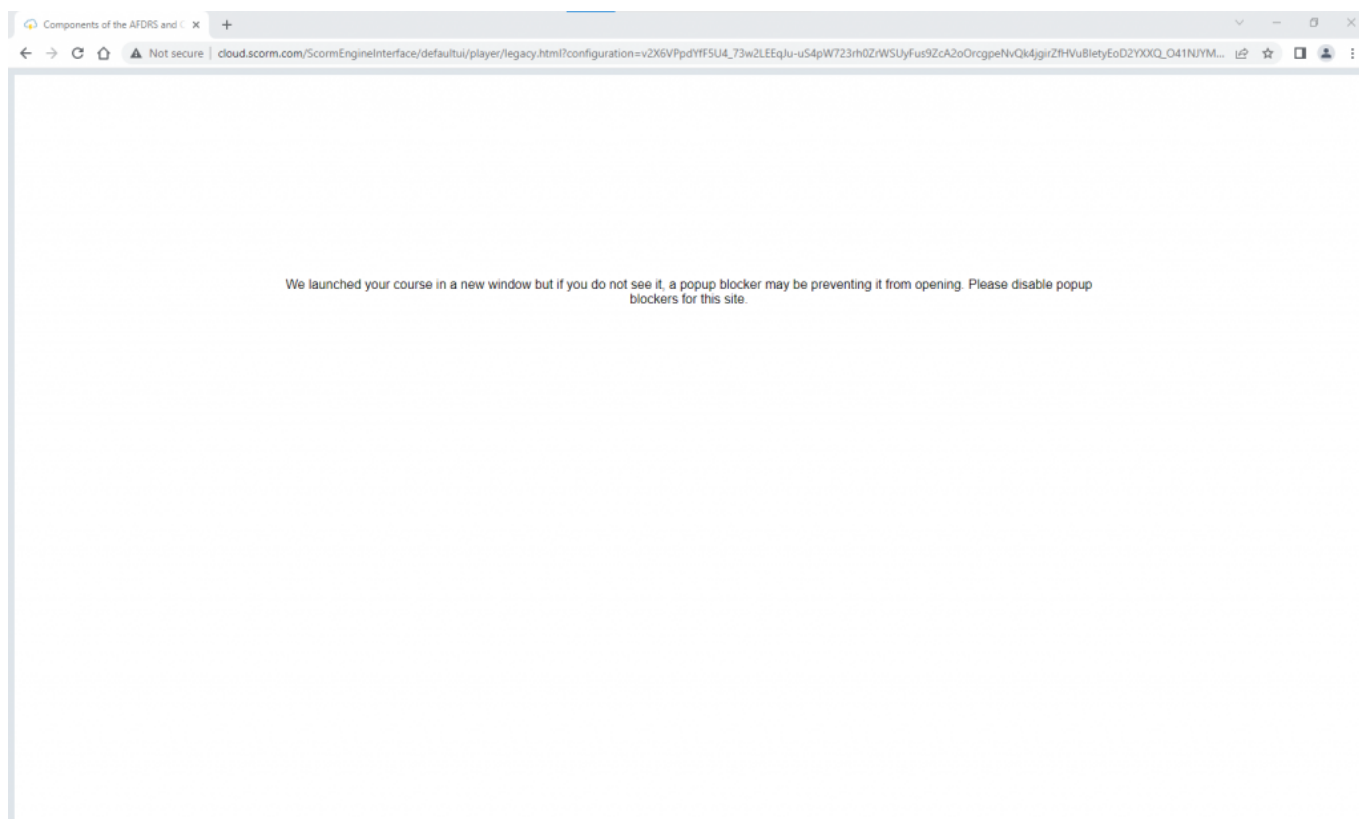 Components of the AFDRS and
Not secure | cloud.scorm.com/ScormEngineInterface/defaultui/player/legacy.html?configuration=
We launched your course in a new window but if you do not see it, a popup blocker may be preventing it from opening. Please disable popup
blockers for this site.